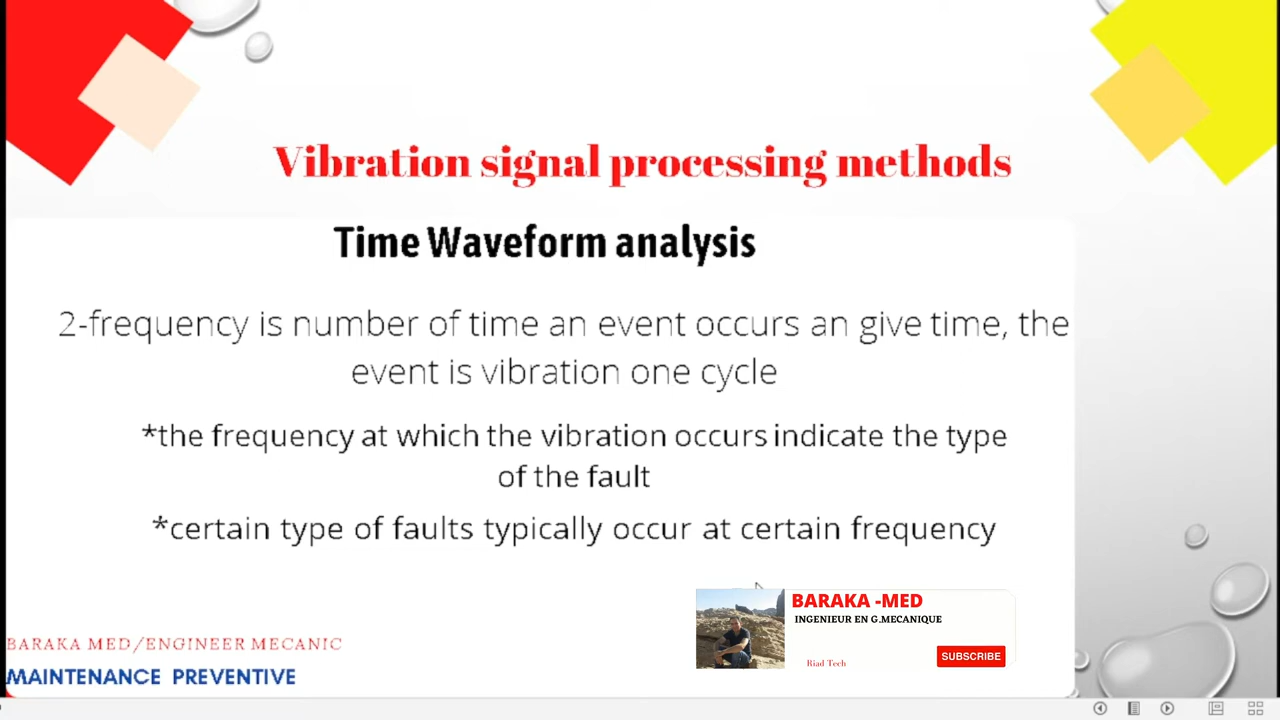 Vibration signal processing methods
Time Waveform analysis
2-frequency is number of time an event occurs an give time, the
event is vibration one cycle
*the frequency at which the vibration occurs indicate the type
of the fault
*certain type of faults typically occur at certain frequency
BARAKA -MED
INGENIEUR EN G.MECANIQUE
Riad Tech
SUBSCRIBE
BARAKA MED/ENGINEER MECANIC
MAINTENANCE PREVENTIVE